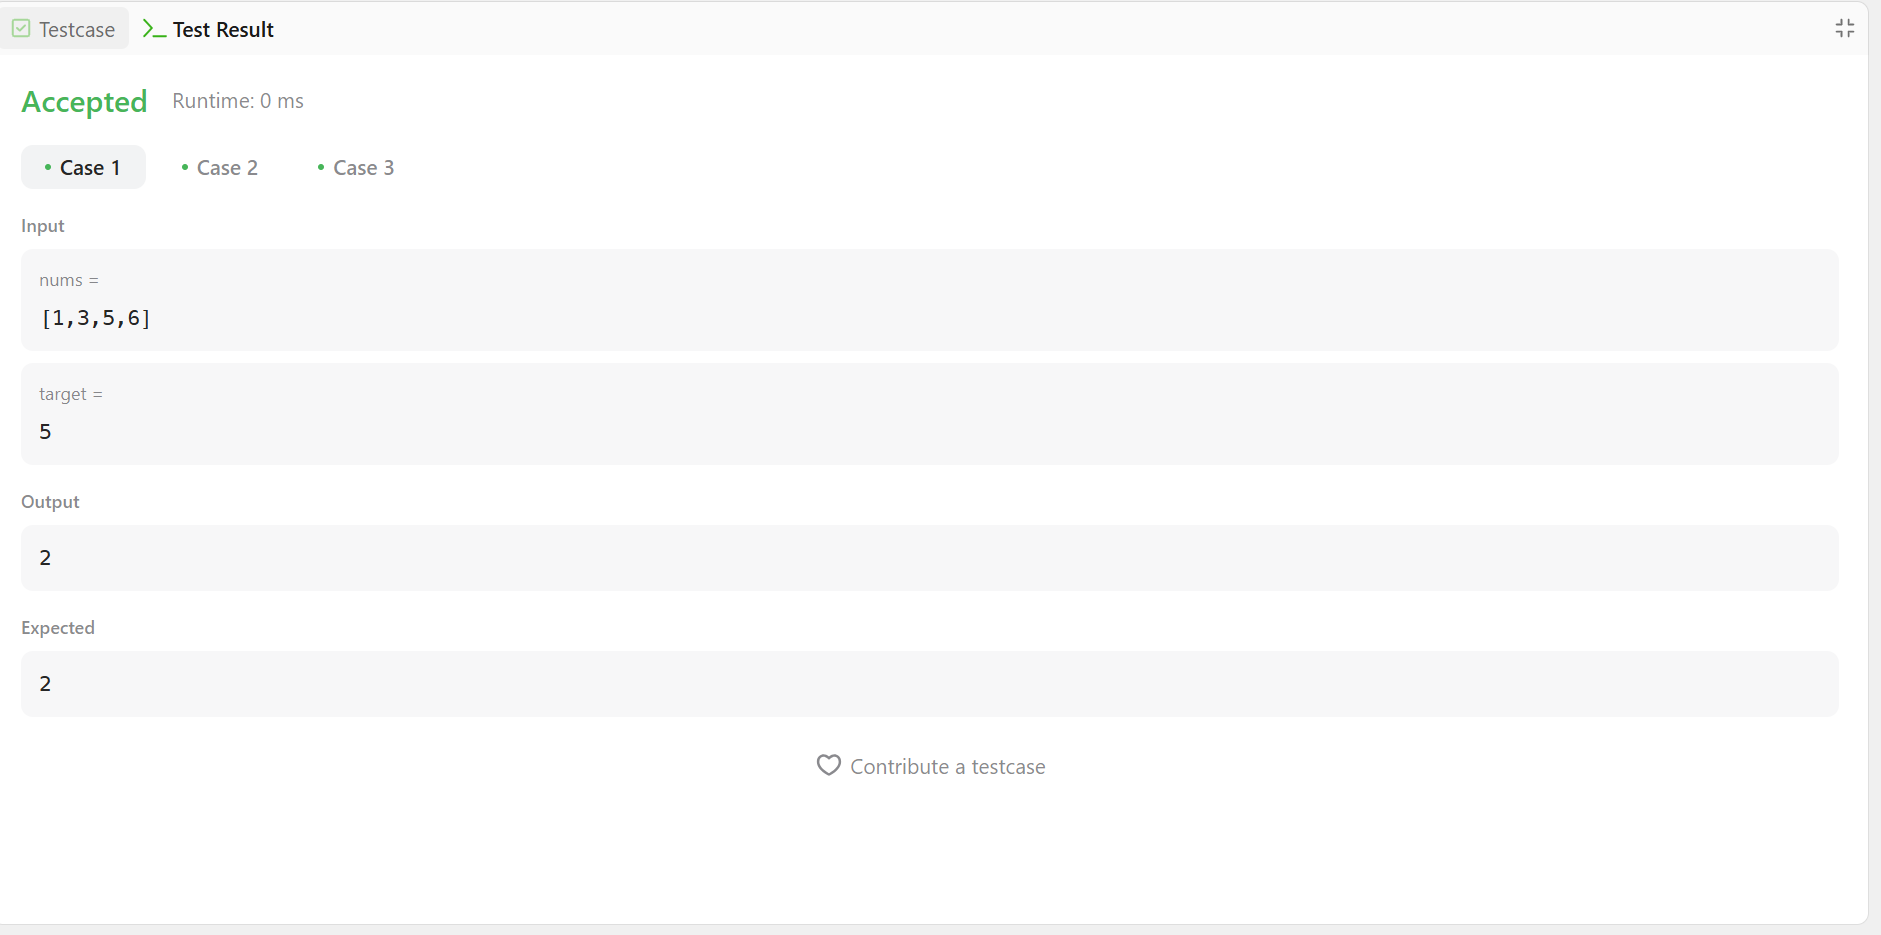 Testcase Test Result
Accepted Runtime: 0 ms
Case 1 Case 2 Case 3
Input
nums =
[1,3,5,6]
target =
5
Output
2
Expected
2
Contribute a testcase